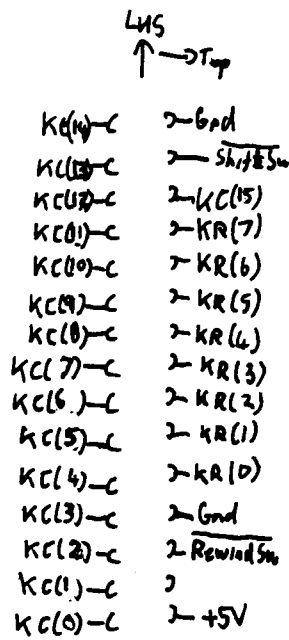 LHS
Top
KC(14) Gnd
KC(13) Shift Sw
KC(12) KC(15)
KC(11) KR(7)
KC(10) KR(6)
KC(9) KR(5)
KC(8) KR(4)
KC(7) KR(3)
KC(6) KR(2)
KC(5) KR(1)
KC(4) KR(0)
KC(3) Gnd
KC(2) Rewind Sw
KC(1)
KC(0) +5V